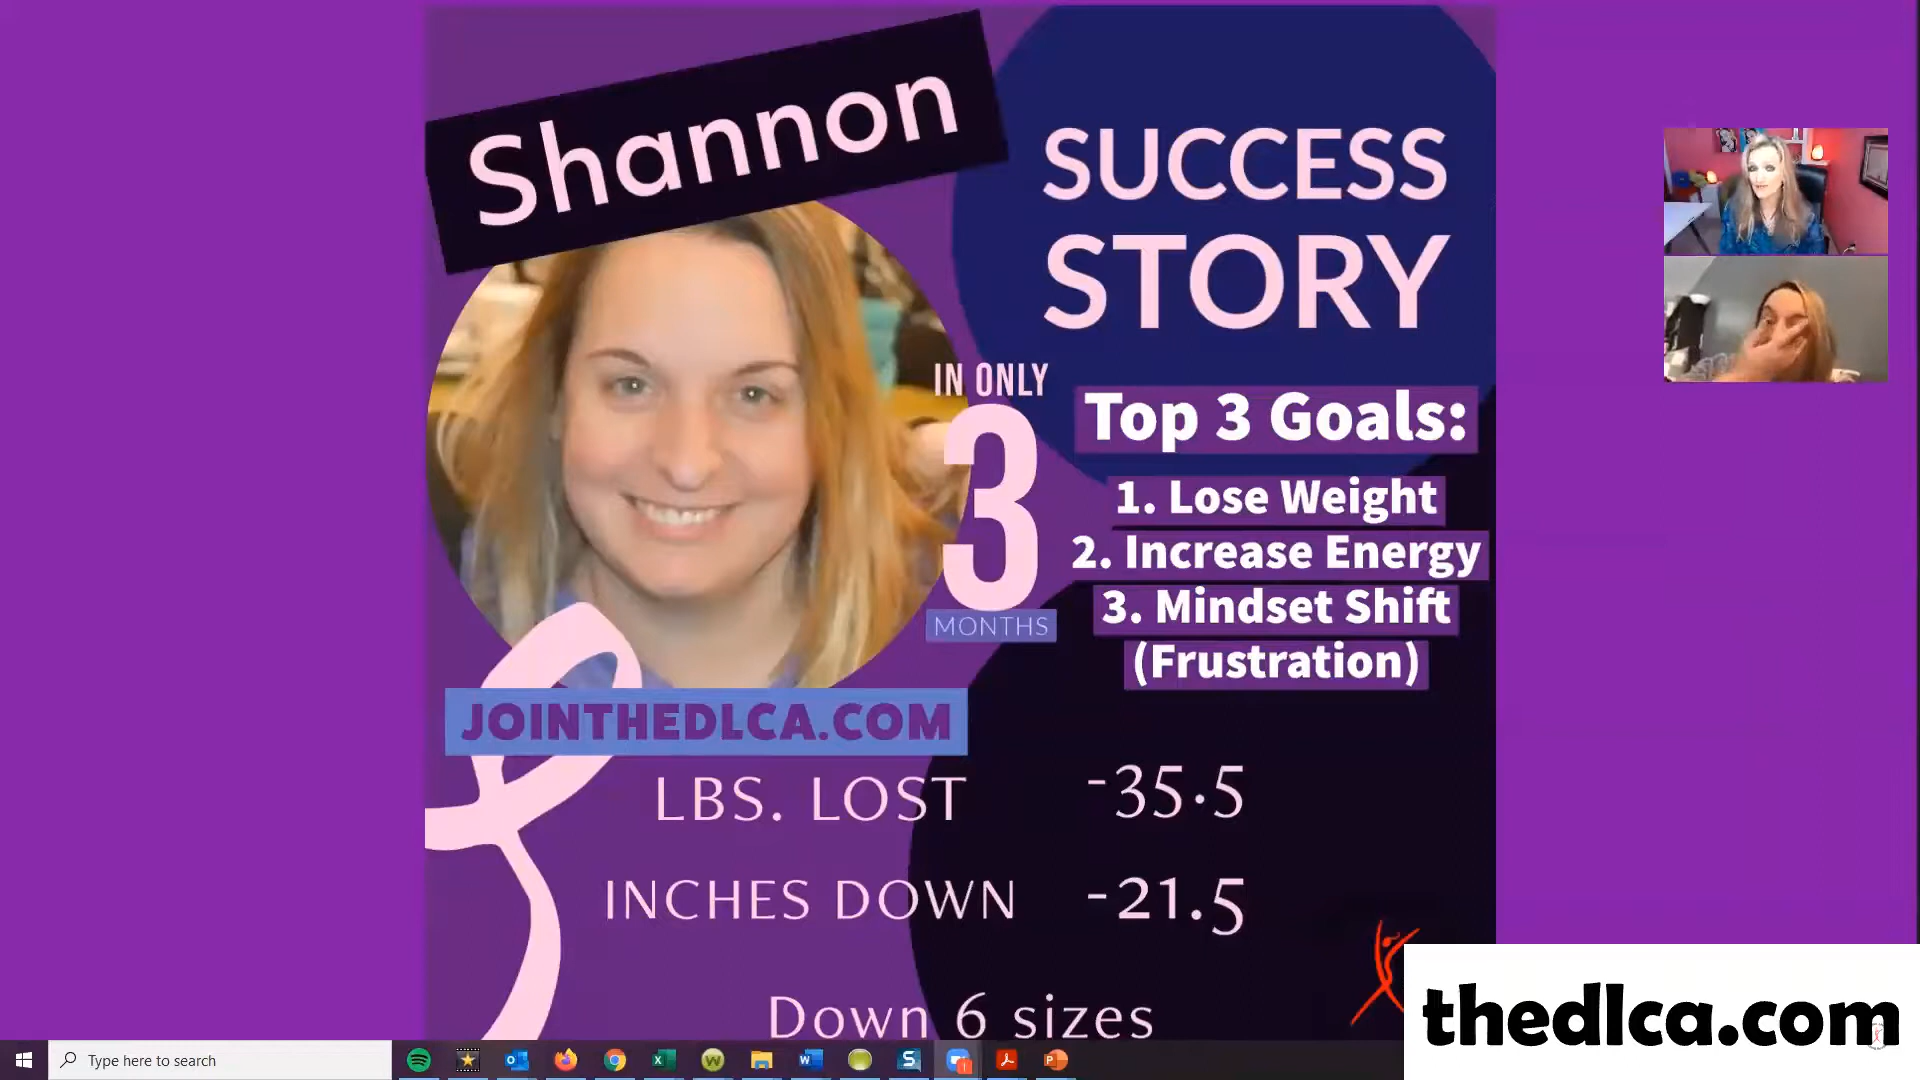 Shannon
SUCCESS
STORY
IN ONLY
3
MONTHS
Top 3 Goals:
1. Lose Weight
2. Increase Energy
3. Mindset Shift
(Frustration)
JOINTHEDLCA.COM
LBS. LOST -35.5
INCHES DOWN -21.5
Down 6 sizes
thedlca.com
Type here to search